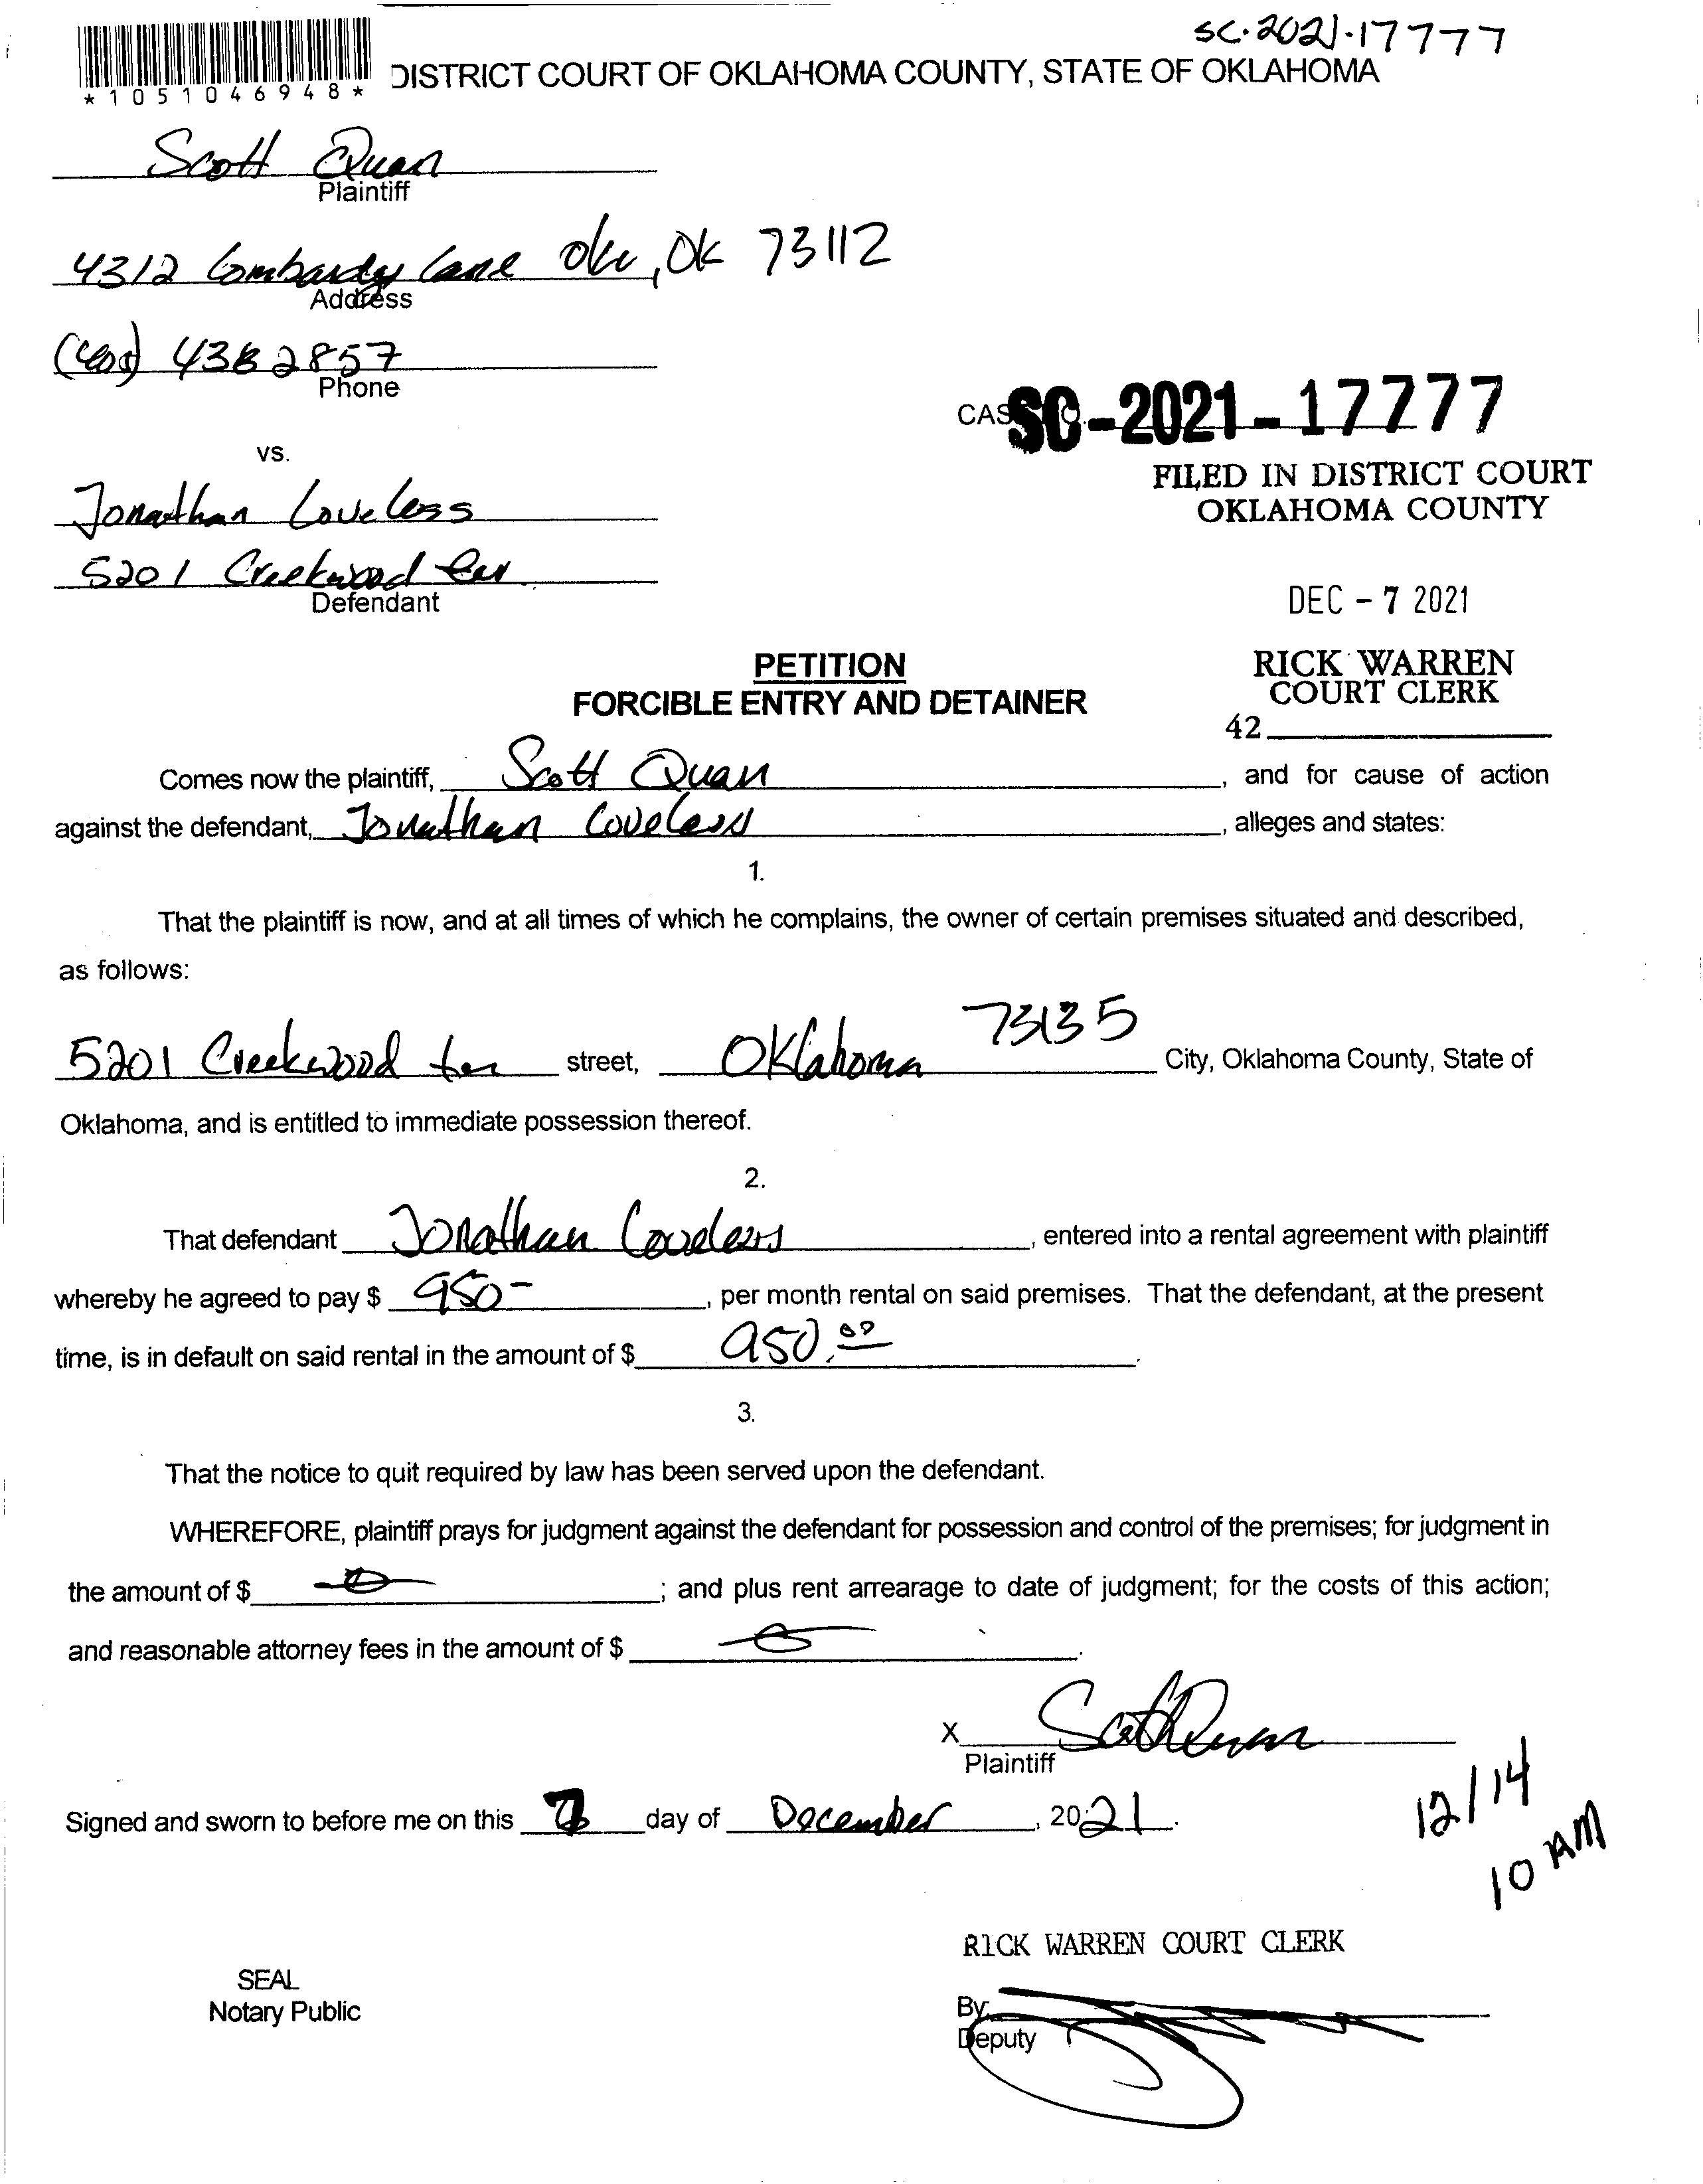 SC-2021-17777
*1051046948*
DISTRICT COURT OF OKLAHOMA COUNTY, STATE OF OKLAHOMA
Scott Quan
Plaintiff
4312 Lombardy Lane OKC, OK 73112
Address
(405) 2857
Phone
CAS SC-2021-17777
vs.
FILED IN DISTRICT COURT
OKLAHOMA COUNTY
Jonathan Loveless
5201 Creekwood ter
Defendant
DEC - 7 2021
PETITION
FORCIBLE ENTRY AND DETAINER
RICK WARREN
COURT CLERK
42
Comes now the plaintiff, Scott Quan, and for cause of action
against the defendant, Jonathan Loveless, alleges and states:
1.
That the plaintiff is now, and at all times of which he complains, the owner of certain premises situated and described,
as follows:
5201 Creekwood ter street, Oklahoma 73135 City, Oklahoma County, State of
Oklahoma, and is entitled to immediate possession thereof.
2.
That defendant Jonathan Loveless, entered into a rental agreement with plaintiff
whereby he agreed to pay $ 950-, per month rental on said premises. That the defendant, at the present
time, is in default on said rental in the amount of $ 950.00.
3.
That the notice to quit required by law has been served upon the defendant.
WHEREFORE, plaintiff prays for judgment against the defendant for possession and control of the premises; for judgment in
the amount of $ 0; and plus rent arrearage to date of judgment; for the costs of this action;
and reasonable attorney fees in the amount of $ 0.
X Scott Quan
Plaintiff
Signed and sworn to before me on this 7 day of December, 2021.
12/14
10 AM
RICK WARREN COURT CLERK
SEAL
Notary Public
By:
Deputy